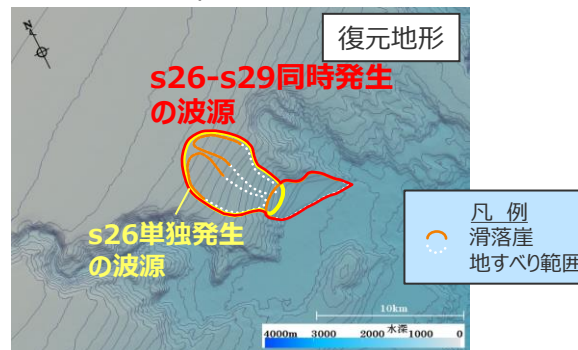 復元地形
s26-s29同時発生
の波源
s26単独発生
の波源
凡 例
滑落崖
地すべり範囲
10km
水深
4000m 3000 2000 1000 0